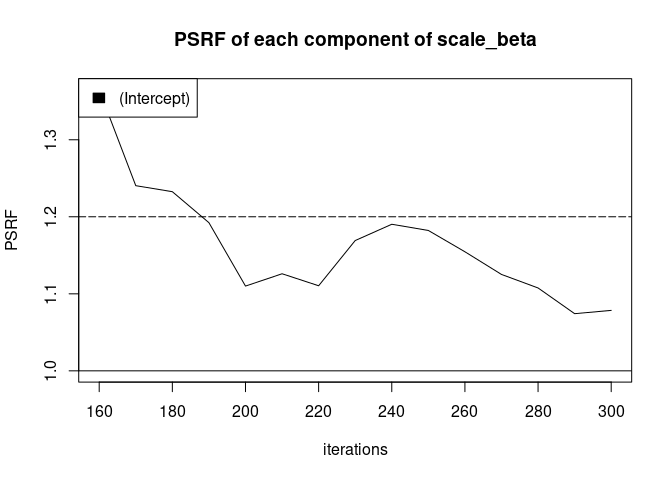 PSRF of each component of scale_beta
(Intercept)
PSRF
1.3
1.2
1.1
1.0
160 180 200 220 240 260 280 300
iterations